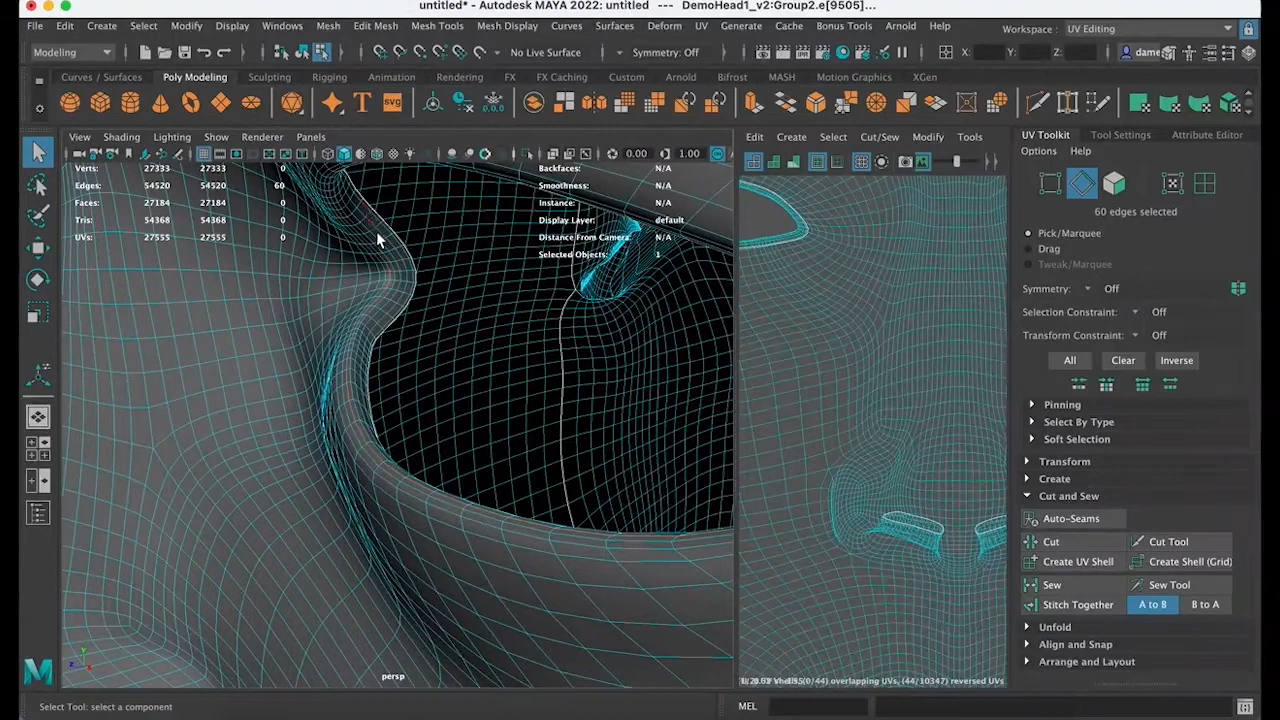 untitled* - Autodesk MAYA 2022: untitled --- DemoHead1_v2:Group2.e[9505]...
File Edit Create Select Modify Display Windows Mesh Edit Mesh Mesh Tools Mesh Display Curves Surfaces Deform UV Generate Cache Bonus Tools Arnold Help Workspace : UV Editing
Modeling No Live Surface Symmetry: Off X: Y: Z: dame
Curves / Surfaces Poly Modeling Sculpting Rigging Animation Rendering FX FX Caching Custom Arnold Bifrost MASH Motion Graphics XGen
View Shading Lighting Show Renderer Panels Edit Create Select Cut/Sew Modify Tools UV Toolkit Tool Settings Attribute Editor
0.00 1.00 Options Help
Verts: 27333 27333 0 Backfaces: N/A
Edges: 54520 54520 60 Smoothness: N/A
Faces: 27184 27184 0 Instance: N/A
Tris: 54368 54368 0 Display Layer: default
UVs: 27555 27555 0 Distance From Camera: N/A
Selected Objects: 1
60 edges selected
Pick/Marquee
Drag
Tweak/Marquee
Symmetry: Off
Selection Constraint: Off
Transform Constraint: Off
All Clear Inverse
Pinning
Select By Type
Soft Selection
Transform
Create
Cut and Sew
Auto-Seams
Cut Cut Tool
Create UV Shell Create Shell (Grid)
Sew Sew Tool
Stitch Together A to B B to A
Unfold
Align and Snap
Arrange and Layout
persp
overlapping UVs, (44/10347) reversed UVs
Select Tool: select a component MEL